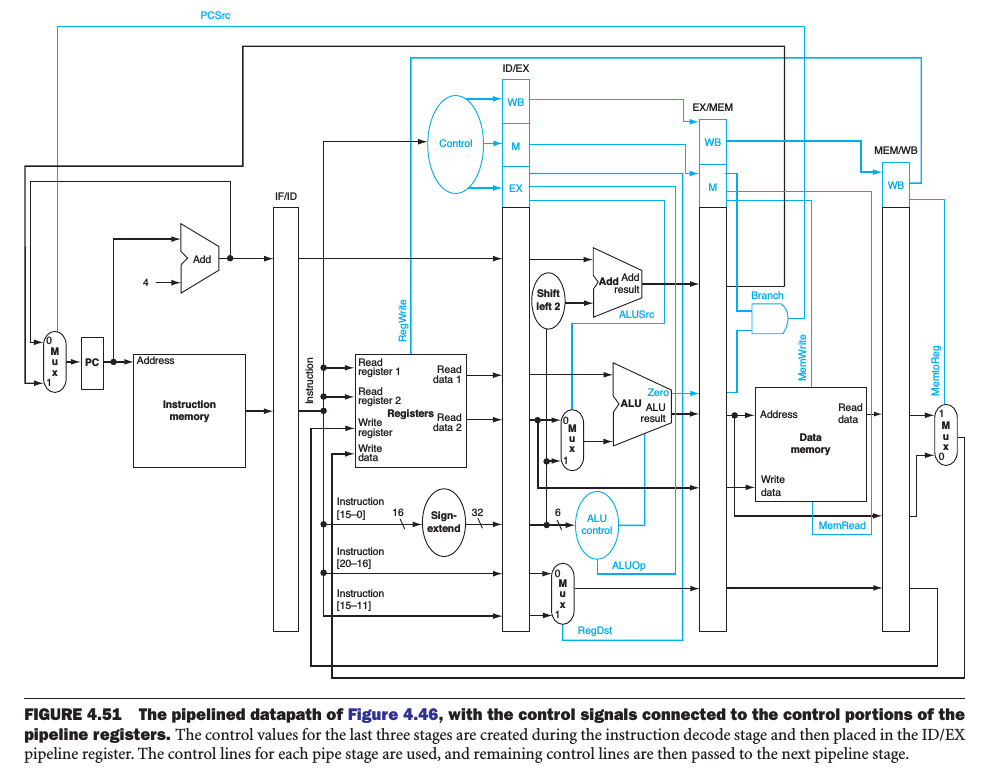 PCSrc
ID/EX
WB
EX/MEM
Control
M
WB
MEM/WB
EX
M
WB
IF/ID
Add
4
Add Add
result
Shift
left 2
ALUSrc
Branch
RegWrite
MemWrite
MemtoReg
0
M
u
x
1
PC
Address
Instruction
memory
Instruction
Read
register 1
Read
data 1
Read
register 2
Registers
Read
data 2
Write
register
Write
data
Zero
ALU
ALU
result
0
M
u
x
1
Address
Read
data
Data
memory
Write
data
1
M
u
x
0
Instruction
[15–0]
16
Sign-
extend
32
6
ALU
control
MemRead
Instruction
[20–16]
ALUOp
0
M
u
x
1
Instruction
[15–11]
RegDst
FIGURE 4.51 The pipelined datapath of Figure 4.46, with the control signals connected to the control portions of the
pipeline registers. The control values for the last three stages are created during the instruction decode stage and then placed in the ID/EX
pipeline register. The control lines for each pipe stage are used, and remaining control lines are then passed to the next pipeline stage.